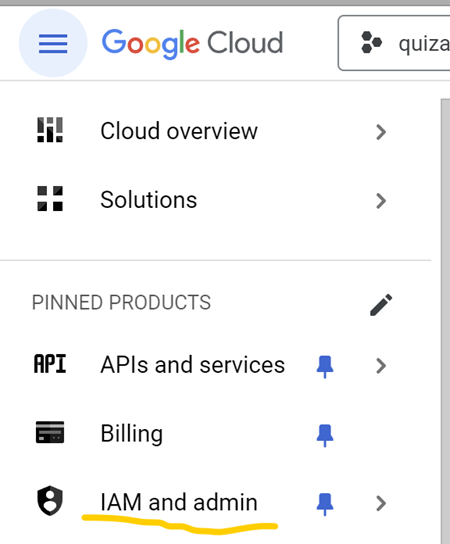 Google Cloud
quiza
Cloud overview
Solutions
PINNED PRODUCTS
API APIs and services
Billing
IAM and admin